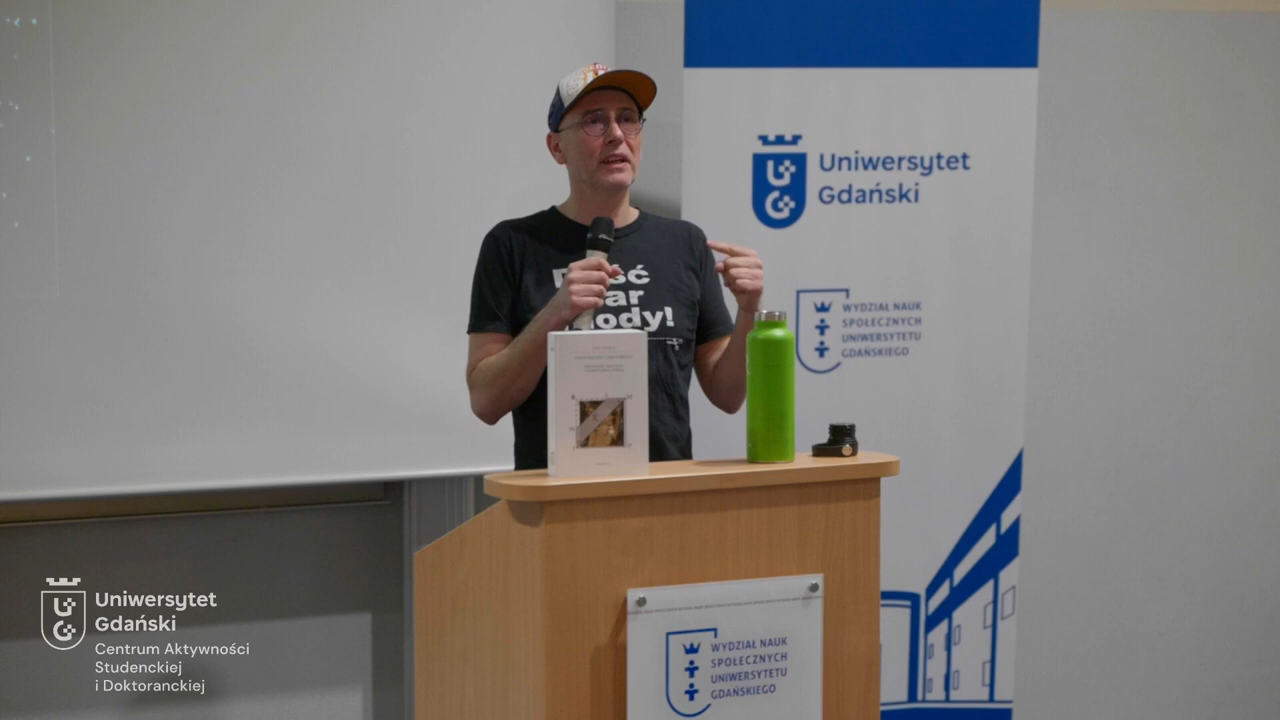 Uniwersytet
Gdański
WYDZIAŁ NAUK
SPOŁECZNYCH
UNIWERSYTETU
GDAŃSKIEGO
ody!
WYDZIAŁ NAUK
SPOŁECZNYCH
UNIWERSYTETU
GDAŃSKIEGO
Uniwersytet
Gdański
Centrum Aktywności
Studenckiej
i Doktoranckiej